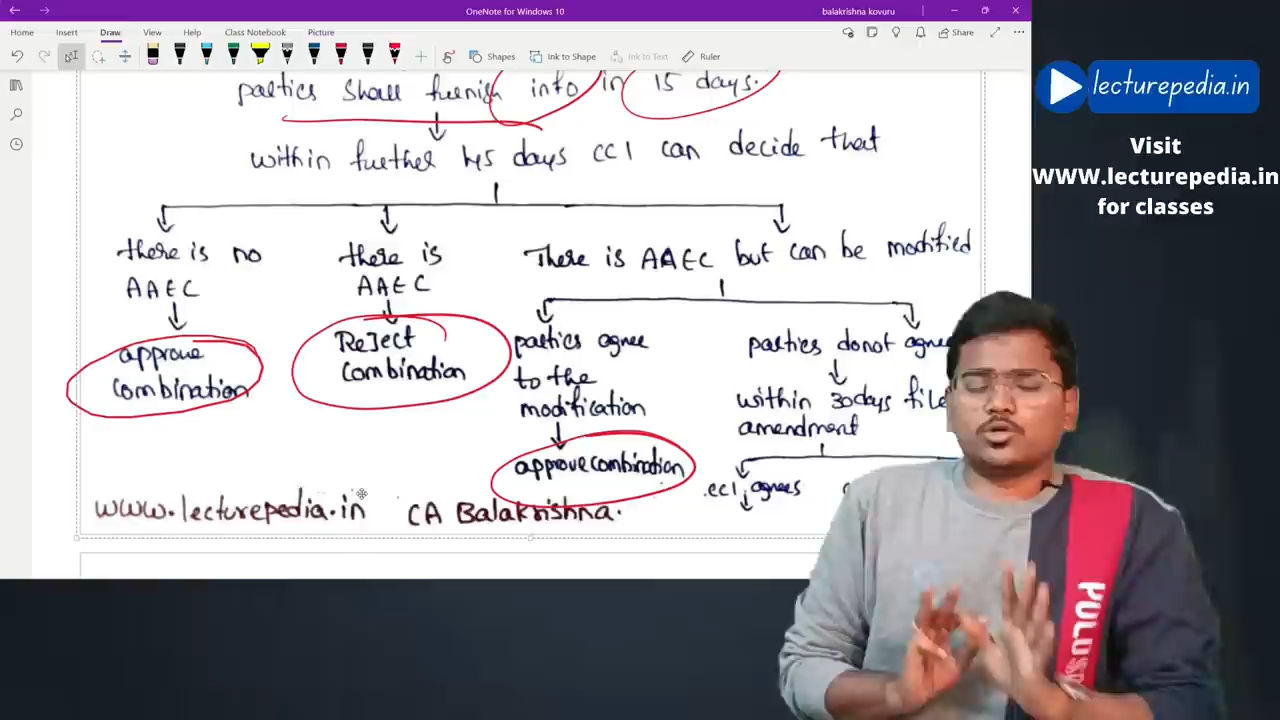 OneNote for Windows 10
balakrishna kovuru
Home Insert Draw View Help Class Notebook Picture
Share
Shapes Ink to Shape Ink to Text Ruler
parties shall furnish info in 15 days.
within further 45 days CCI can decide that
there is no AAEC
approve combination
there is AAEC
Reject combination
There is AAEC but can be modified
parties agree to the modification
approve combination
parties do not agree
within 30 days file amendment
CCI agrees
www.lecturepedia.in CA Balakrishna.
lecturepedia.in
Visit
WWW.lecturepedia.in
for classes